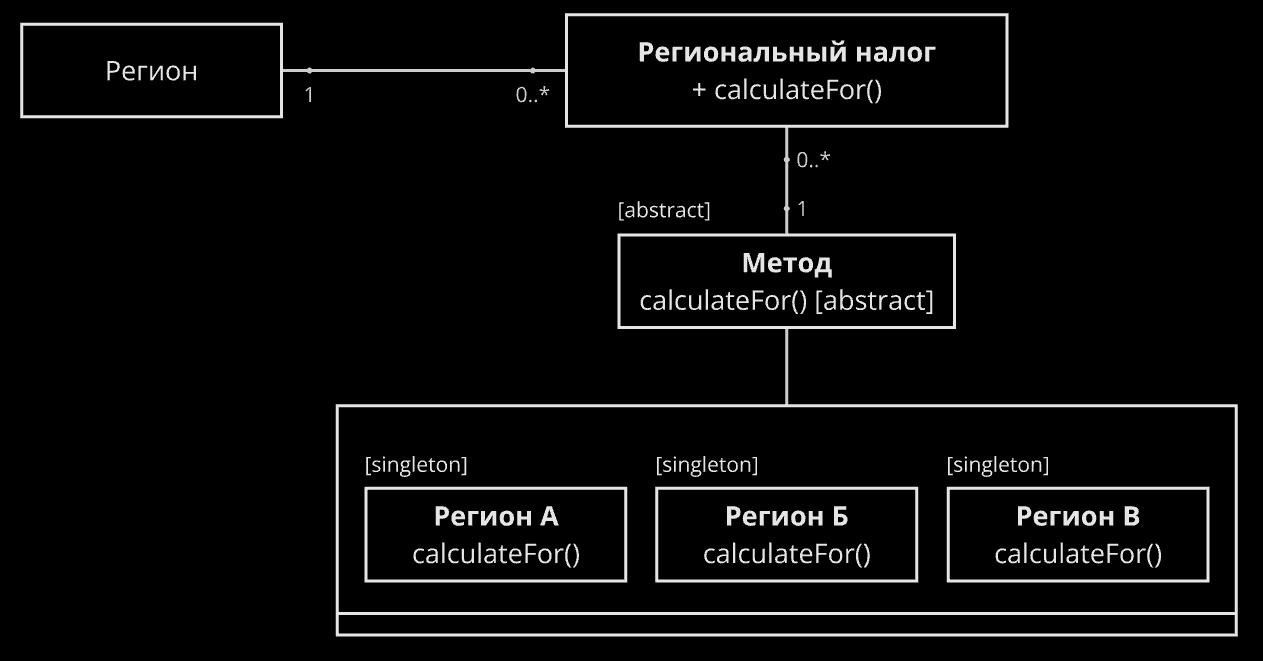 Регион
1
0..*
Региональный налог
+ calculateFor()
0..*
1
[abstract]
Метод
calculateFor() [abstract]
[singleton]
Регион А
calculateFor()
[singleton]
Регион Б
calculateFor()
[singleton]
Регион В
calculateFor()